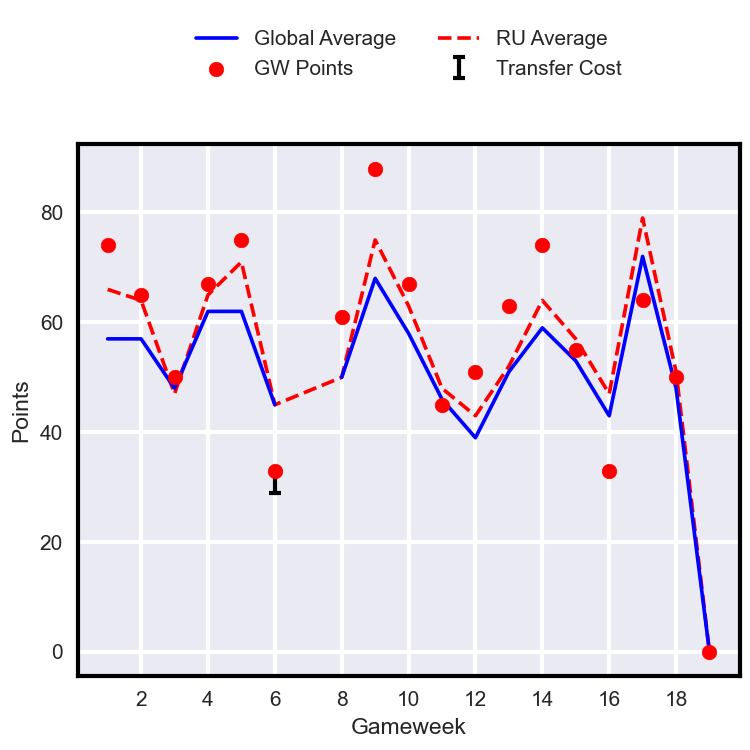 Global Average RU Average
GW Points Transfer Cost
80
60
40
20
0
Points
2 4 6 8 10 12 14 16 18
Gameweek